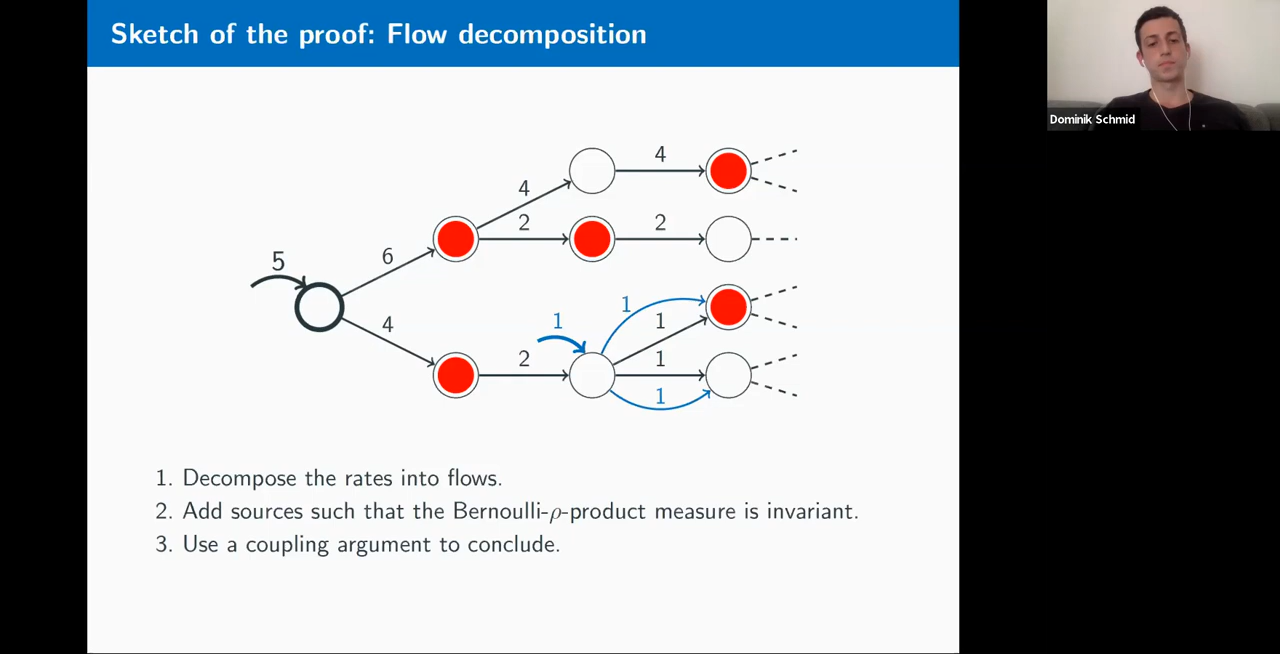 Sketch of the proof: Flow decomposition
Dominik Schmid
4
4
2
2
6
5
4
1
1
1
2
1
1
1. Decompose the rates into flows.
2. Add sources such that the Bernoulli-ρ-product measure is invariant.
3. Use a coupling argument to conclude.